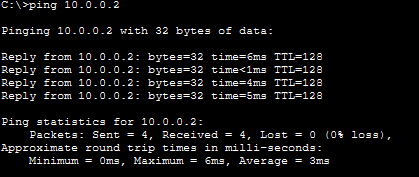 C:\>ping 10.0.0.2
Pinging 10.0.0.2 with 32 bytes of data:
Reply from 10.0.0.2: bytes=32 time=6ms TTL=128
Reply from 10.0.0.2: bytes=32 time<1ms TTL=128
Reply from 10.0.0.2: bytes=32 time=4ms TTL=128
Reply from 10.0.0.2: bytes=32 time=5ms TTL=128
Ping statistics for 10.0.0.2:
Packets: Sent = 4, Received = 4, Lost = 0 (0% loss),
Approximate round trip times in milli-seconds:
Minimum = 0ms, Maximum = 6ms, Average = 3ms